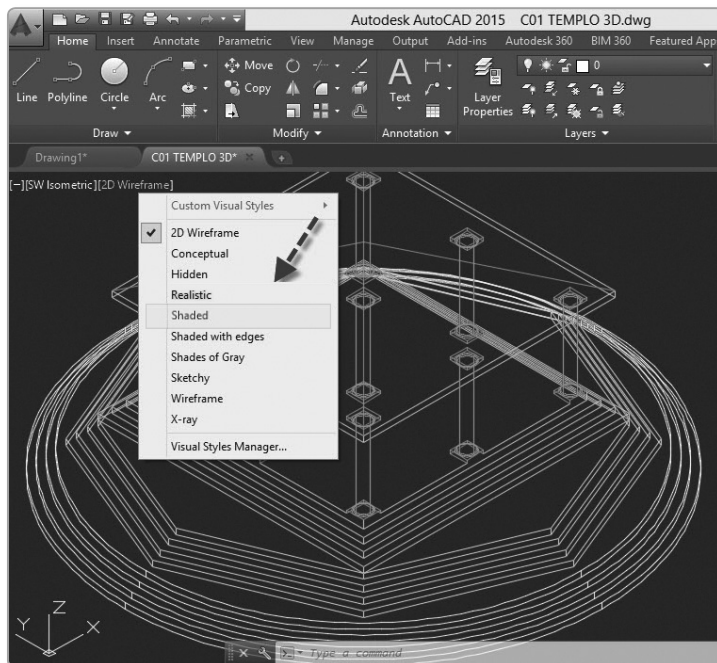 Autodesk AutoCAD 2015 C01 TEMPLO 3D.dwg
Home Insert Annotate Parametric View Manage Output Add-ins Autodesk 360 BIM 360 Featured App
Line Polyline Circle Arc
Move
Copy
Text
Layer Properties
0
Draw Modify Annotation Layers
Drawing1* C01 TEMPLO 3D*
[−][SW Isometric][2D Wireframe]
Custom Visual Styles
2D Wireframe
Conceptual
Hidden
Realistic
Shaded
Shaded with edges
Shades of Gray
Sketchy
Wireframe
X-ray
Visual Styles Manager...
Z
Y X
Type a command